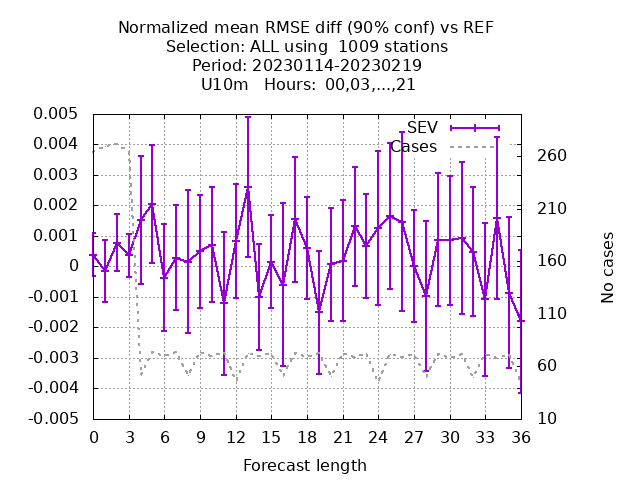 Normalized mean RMSE diff (90% conf) vs REF
Selection: ALL using  1009 stations
Period: 20230114-20230219
U10m   Hours:  00,03,...,21
SEV
Cases
0.005
0.004
0.003
0.002
0.001
0
-0.001
-0.002
-0.003
-0.004
-0.005
260
210
160
110
60
10
No cases
0 3 6 9 12 15 18 21 24 27 30 33 36
Forecast length